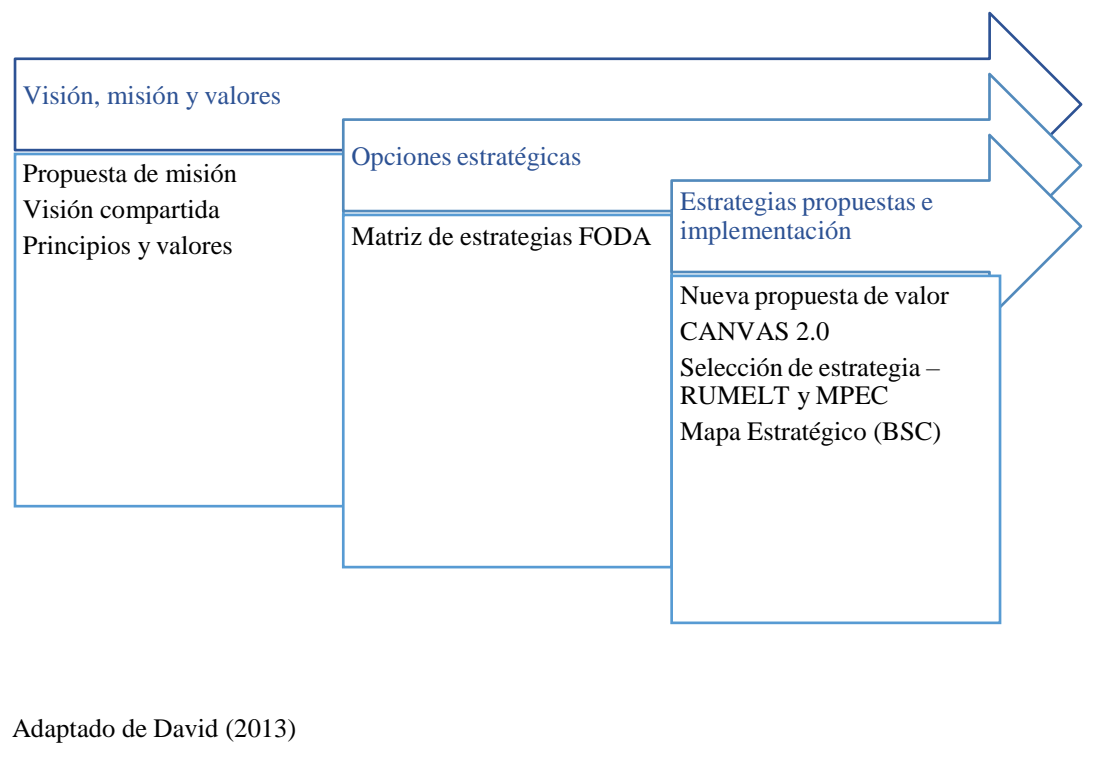 Visión, misión y valores
Propuesta de misión
Visión compartida
Principios y valores
Opciones estratégicas
Matriz de estrategias FODA
Estrategias propuestas e
implementación
Nueva propuesta de valor
CANVAS 2.0
Selección de estrategia –
RUMELT y MPEC
Mapa Estratégico (BSC)
Adaptado de David (2013)